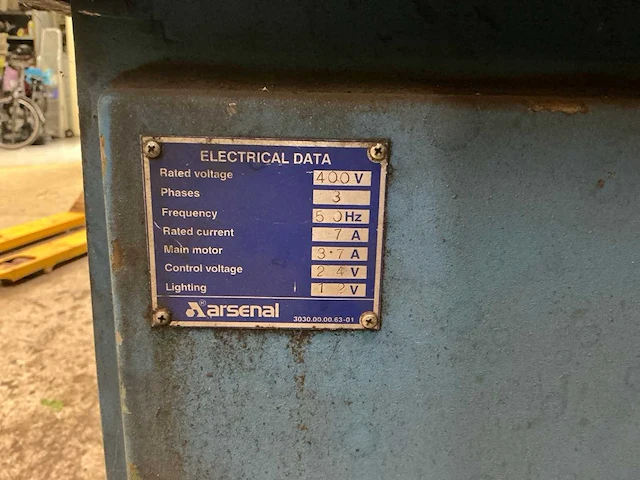 ELECTRICAL DATA
Rated voltage 400 V
Phases 3
Frequency 50 Hz
Rated current 7 A
Main motor 3.7 A
Control voltage 24 V
Lighting 12 V
arsenal 3030.00.00.63-01